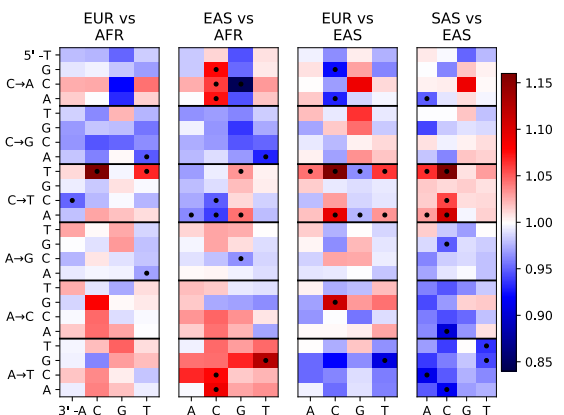 EUR vs EAS vs EUR vs SAS vs
AFR AFR EAS EAS
5' -T
G
C→A C
A
T
G
C→G C
A
T
G
C→T C
A
T
G
A→G C
A
T
G
A→C C
A
T
G
A→T C
A
3' -A C G T A C G T A C G T A C G T
1.15
1.10
1.05
1.00
0.95
0.90
0.85